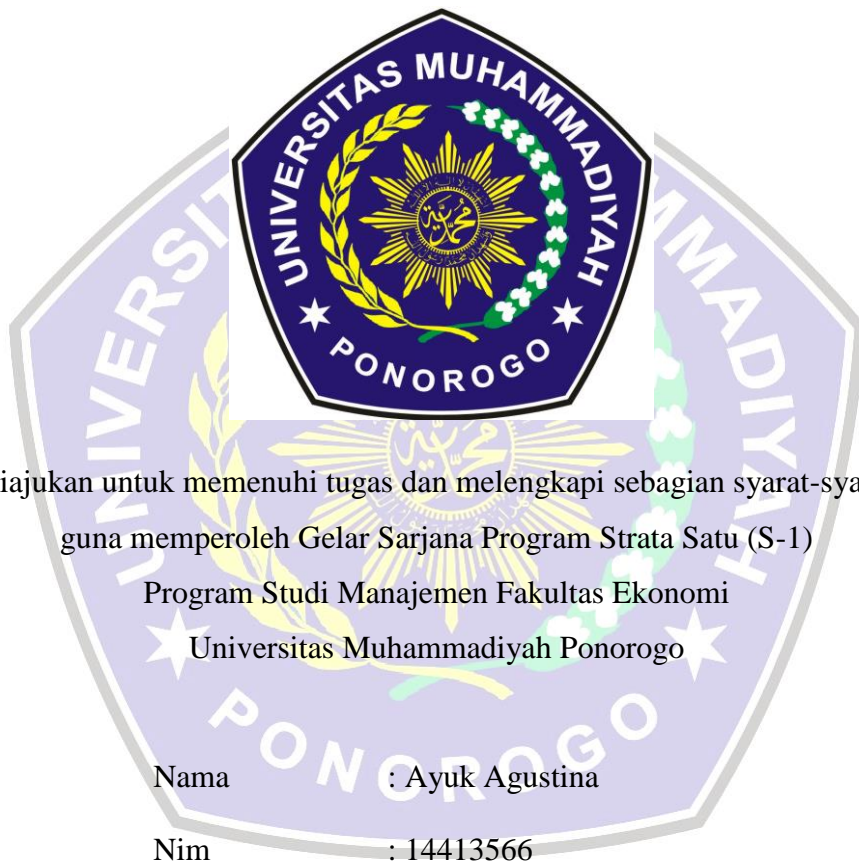 UNIVERSITAS MUHAMMADIYAH
PONOROGO
iajukan untuk memenuhi tugas dan melengkapi sebagian syarat-sya
guna memperoleh Gelar Sarjana Program Strata Satu (S-1)
Program Studi Manajemen Fakultas Ekonomi
Universitas Muhammadiyah Ponorogo
Nama : Ayuk Agustina
Nim : 14413566